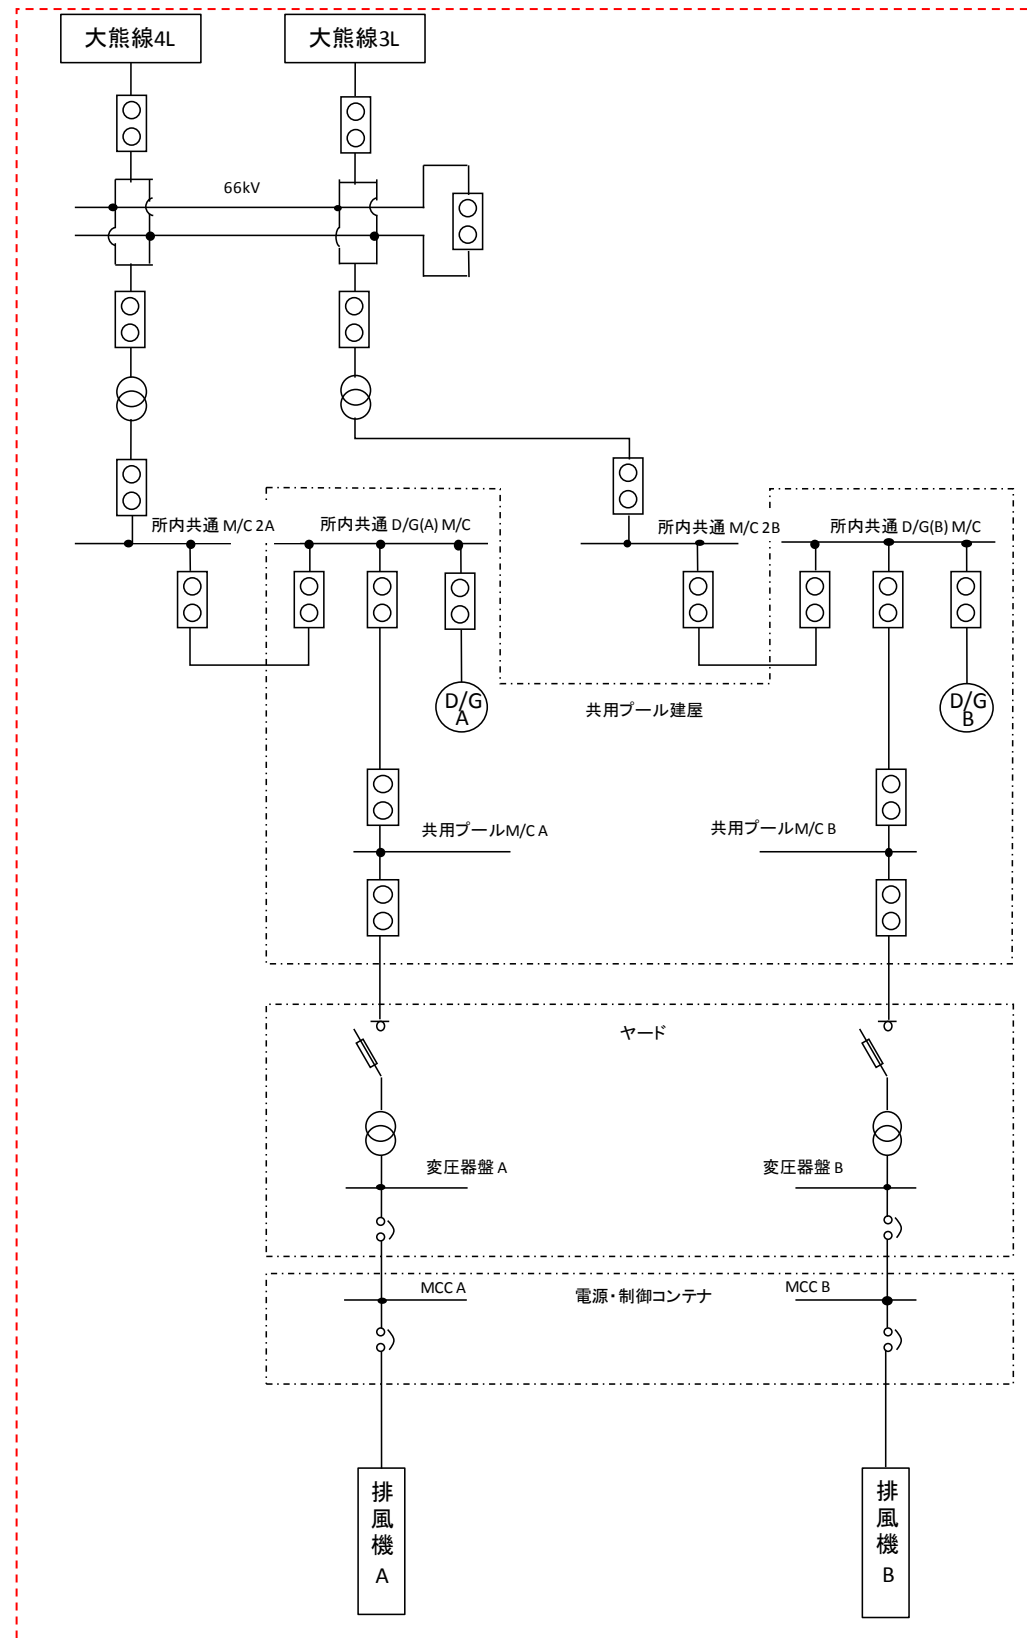 大熊線4L
大熊線3L
66kV
所内共通 M/C 2A
所内共通 D/G(A) M/C
所内共通 M/C 2B
所内共通 D/G(B) M/C
D/G
A
共用プール建屋
D/G
B
共用プールM/C A
共用プールM/C B
ヤード
変圧器盤 A
変圧器盤 B
MCC A
電源・制御コンテナ
MCC B
排風機A
排風機B